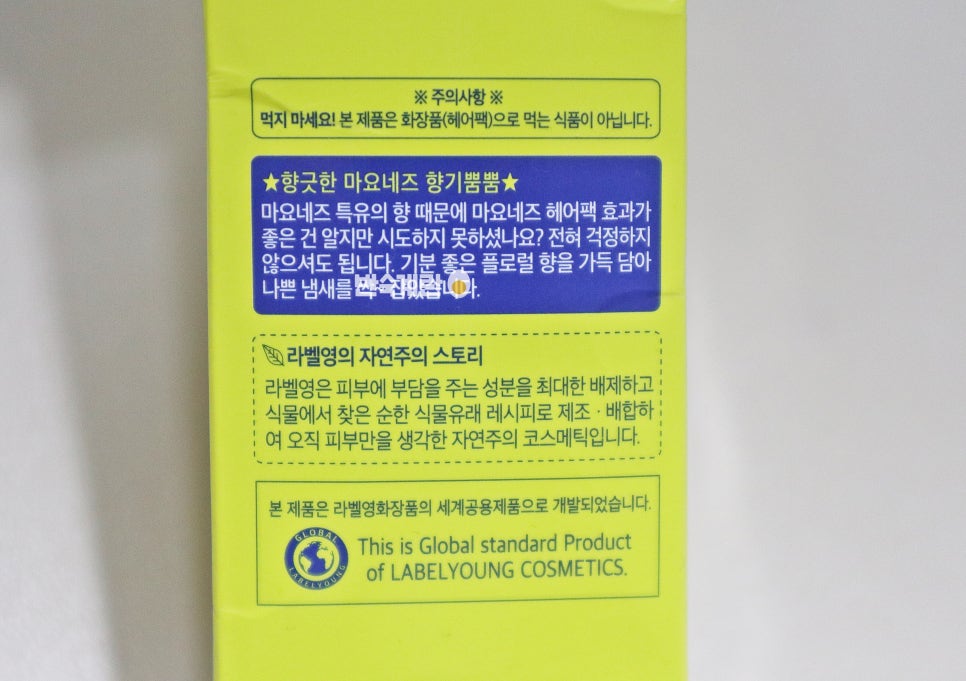 ※ 주의사항 ※
먹지 마세요! 본 제품은 화장품(헤어팩)으로 먹는 식품이 아닙니다.
★향긋한 마요네즈 향기뿜뿜★
마요네즈 특유의 향 때문에 마요네즈 헤어팩 효과가
좋은 건 알지만 시도하지 못하셨나요? 전혀 걱정하지
않으셔도 됩니다. 기분 좋은 플로럴 향을 가득 담아
나쁜 냄새를 잡았습니다.
반숙계란
라벨영의 자연주의 스토리
라벨영은 피부에 부담을 주는 성분을 최대한 배제하고
식물에서 찾은 순한 식물유래 레시피로 제조 · 배합하
여 오직 피부만을 생각한 자연주의 코스메틱입니다.
본 제품은 라벨영화장품의 세계공용제품으로 개발되었습니다.
GLOBAL
LABELYOUNG
This is Global standard Product
of LABELYOUNG COSMETICS.